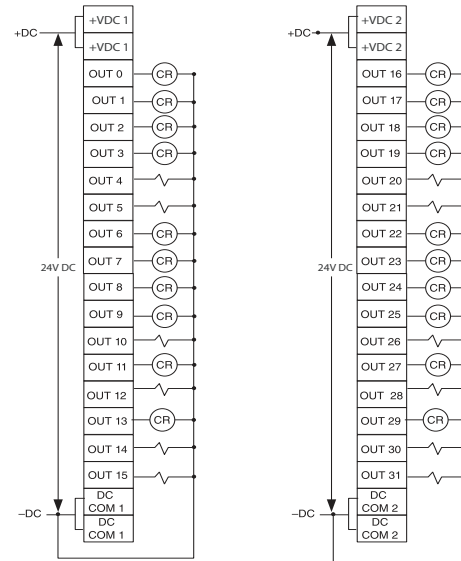 +VDC 1
+DC
+VDC 1
OUT 0 CR
OUT 1 CR
OUT 2 CR
OUT 3 CR
OUT 4
OUT 5
OUT 6 CR
OUT 7 CR
24V DC
OUT 8 CR
OUT 9 CR
OUT 10
OUT 11 CR
OUT 12
OUT 13 CR
OUT 14
OUT 15
DC
COM 1
–DC
DC
COM 1
+VDC 2
+DC
+VDC 2
OUT 16 CR
OUT 17 CR
OUT 18 CR
OUT 19 CR
OUT 20
OUT 21
OUT 22 CR
OUT 23 CR
24V DC
OUT 24 CR
OUT 25 CR
OUT 26
OUT 27 CR
OUT 28
OUT 29 CR
OUT 30
OUT 31
DC
COM 2
–DC
DC
COM 2